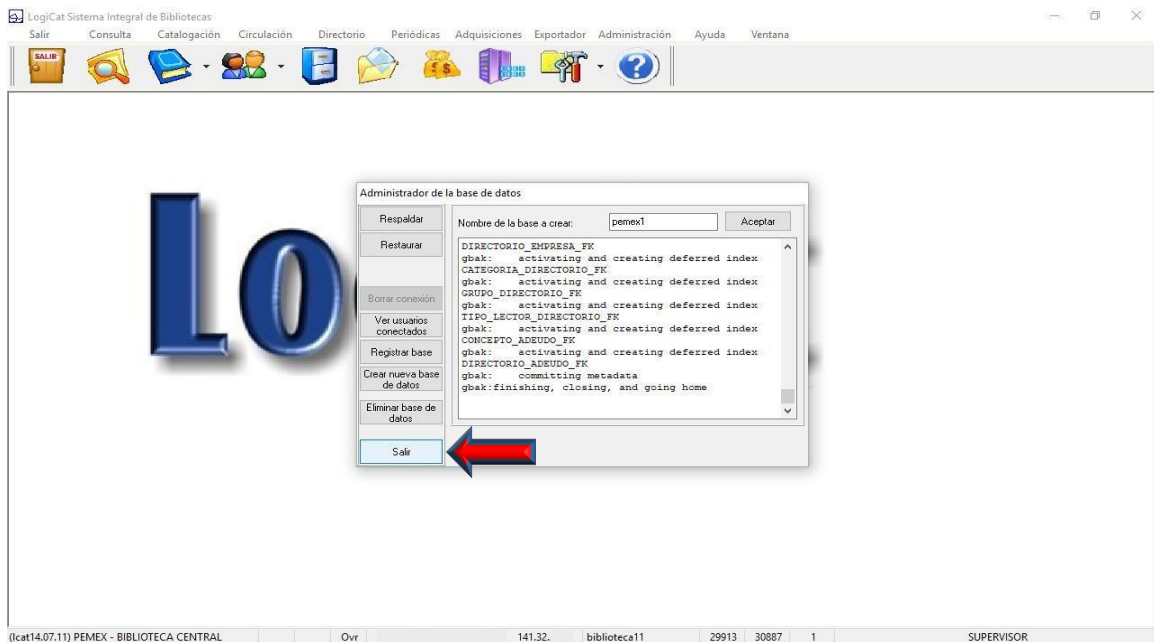 LogiCat Sistema Integral de Bibliotecas
Salir Consulta Catalogación Circulación Directorio Periódicas Adquisiciones Exportador Administración Ayuda Ventana
SALIR
Lo
Administrador de la base de datos
Respaldar
Restaurar
Borrar conexión
Ver usuarios
conectados
Registrar base
Crear nueva base
de datos
Eliminar base de
datos
Salir
Nombre de la base a crear: pemex1 Aceptar
DIRECTORIO_EMPRESA_FK
gbak: activating and creating deferred index
CATEGORIA_DIRECTORIO_FK
gbak: activating and creating deferred index
GRUPO_DIRECTORIO_FK
gbak: activating and creating deferred index
TIPO_LECTOR_DIRECTORIO_FK
gbak: activating and creating deferred index
CONCEPTO_ADEUDO_FK
gbak: activating and creating deferred index
DIRECTORIO_ADEUDO_FK
gbak: committing metadata
gbak:finishing, closing, and going home
(lcat14.07.11) PEMEX - BIBLIOTECA CENTRAL Ovr 141.32. biblioteca11 29913 30887 1 SUPERVISOR